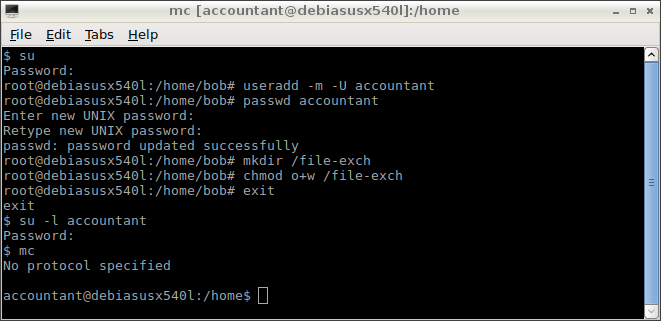 mc [accountant@debiasusx540l]:/home
File Edit Tabs Help
$ su
Password:
root@debiasusx540l:/home/bob# useradd -m -U accountant
root@debiasusx540l:/home/bob# passwd accountant
Enter new UNIX password:
Retype new UNIX password:
passwd: password updated successfully
root@debiasusx540l:/home/bob# mkdir /file-exch
root@debiasusx540l:/home/bob# chmod o+w /file-exch
root@debiasusx540l:/home/bob# exit
exit
$ su -l accountant
Password:
$ mc
No protocol specified
accountant@debiasusx540l:/home$